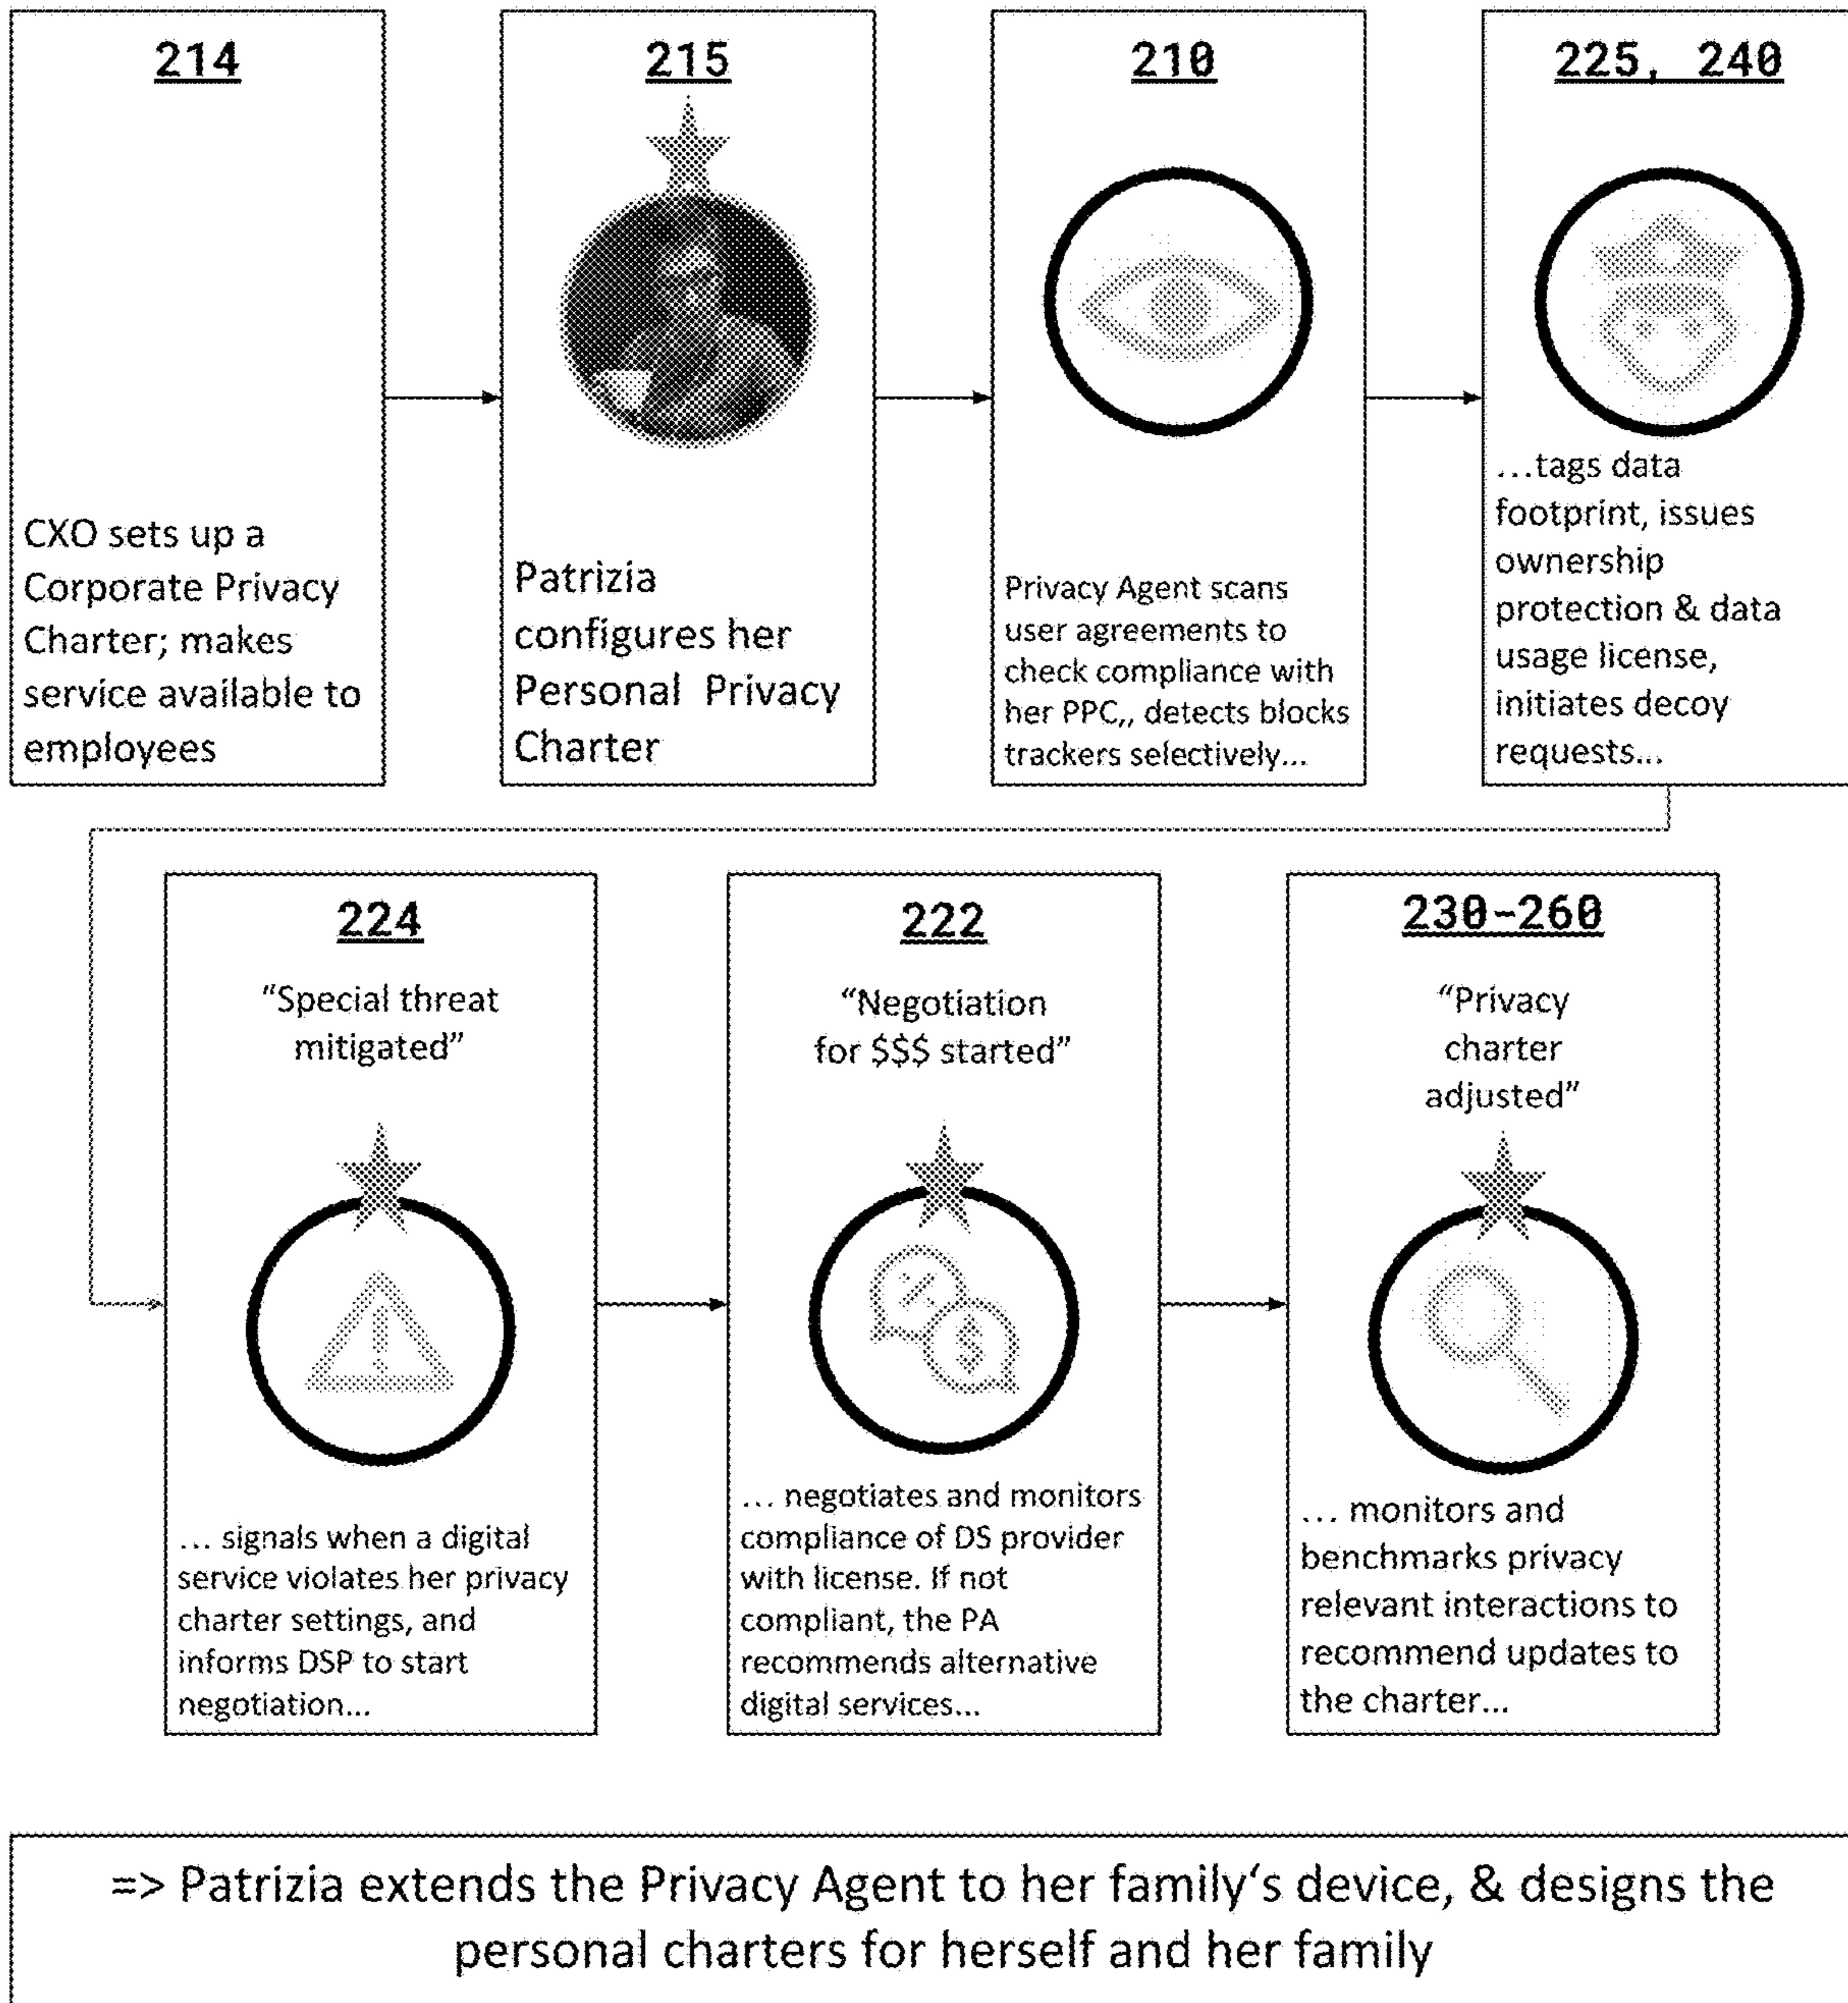 214
CXO sets up a
Corporate Privacy
Charter; makes
service available to
employees
215
Patrizia
configures her
Personal Privacy
Charter
210
Privacy Agent scans
user agreements to
check compliance with
her PPC,, detects blocks
trackers selectively...
225, 240
...tags data
footprint, issues
ownership
protection & data
usage license,
initiates decoy
requests...
224
“Special threat
mitigated”
... signals when a digital
service violates her privacy
charter settings, and
informs DSP to start
negotiation...
222
“Negotiation
for $$$ started”
%
$
... negotiates and monitors
compliance of DS provider
with license. If not
compliant, the PA
recommends alternative
digital services...
230-260
“Privacy
charter
adjusted”
... monitors and
benchmarks privacy
relevant interactions to
recommend updates to
the charter...
=> Patrizia extends the Privacy Agent to her family‘s device, & designs the
personal charters for herself and her family